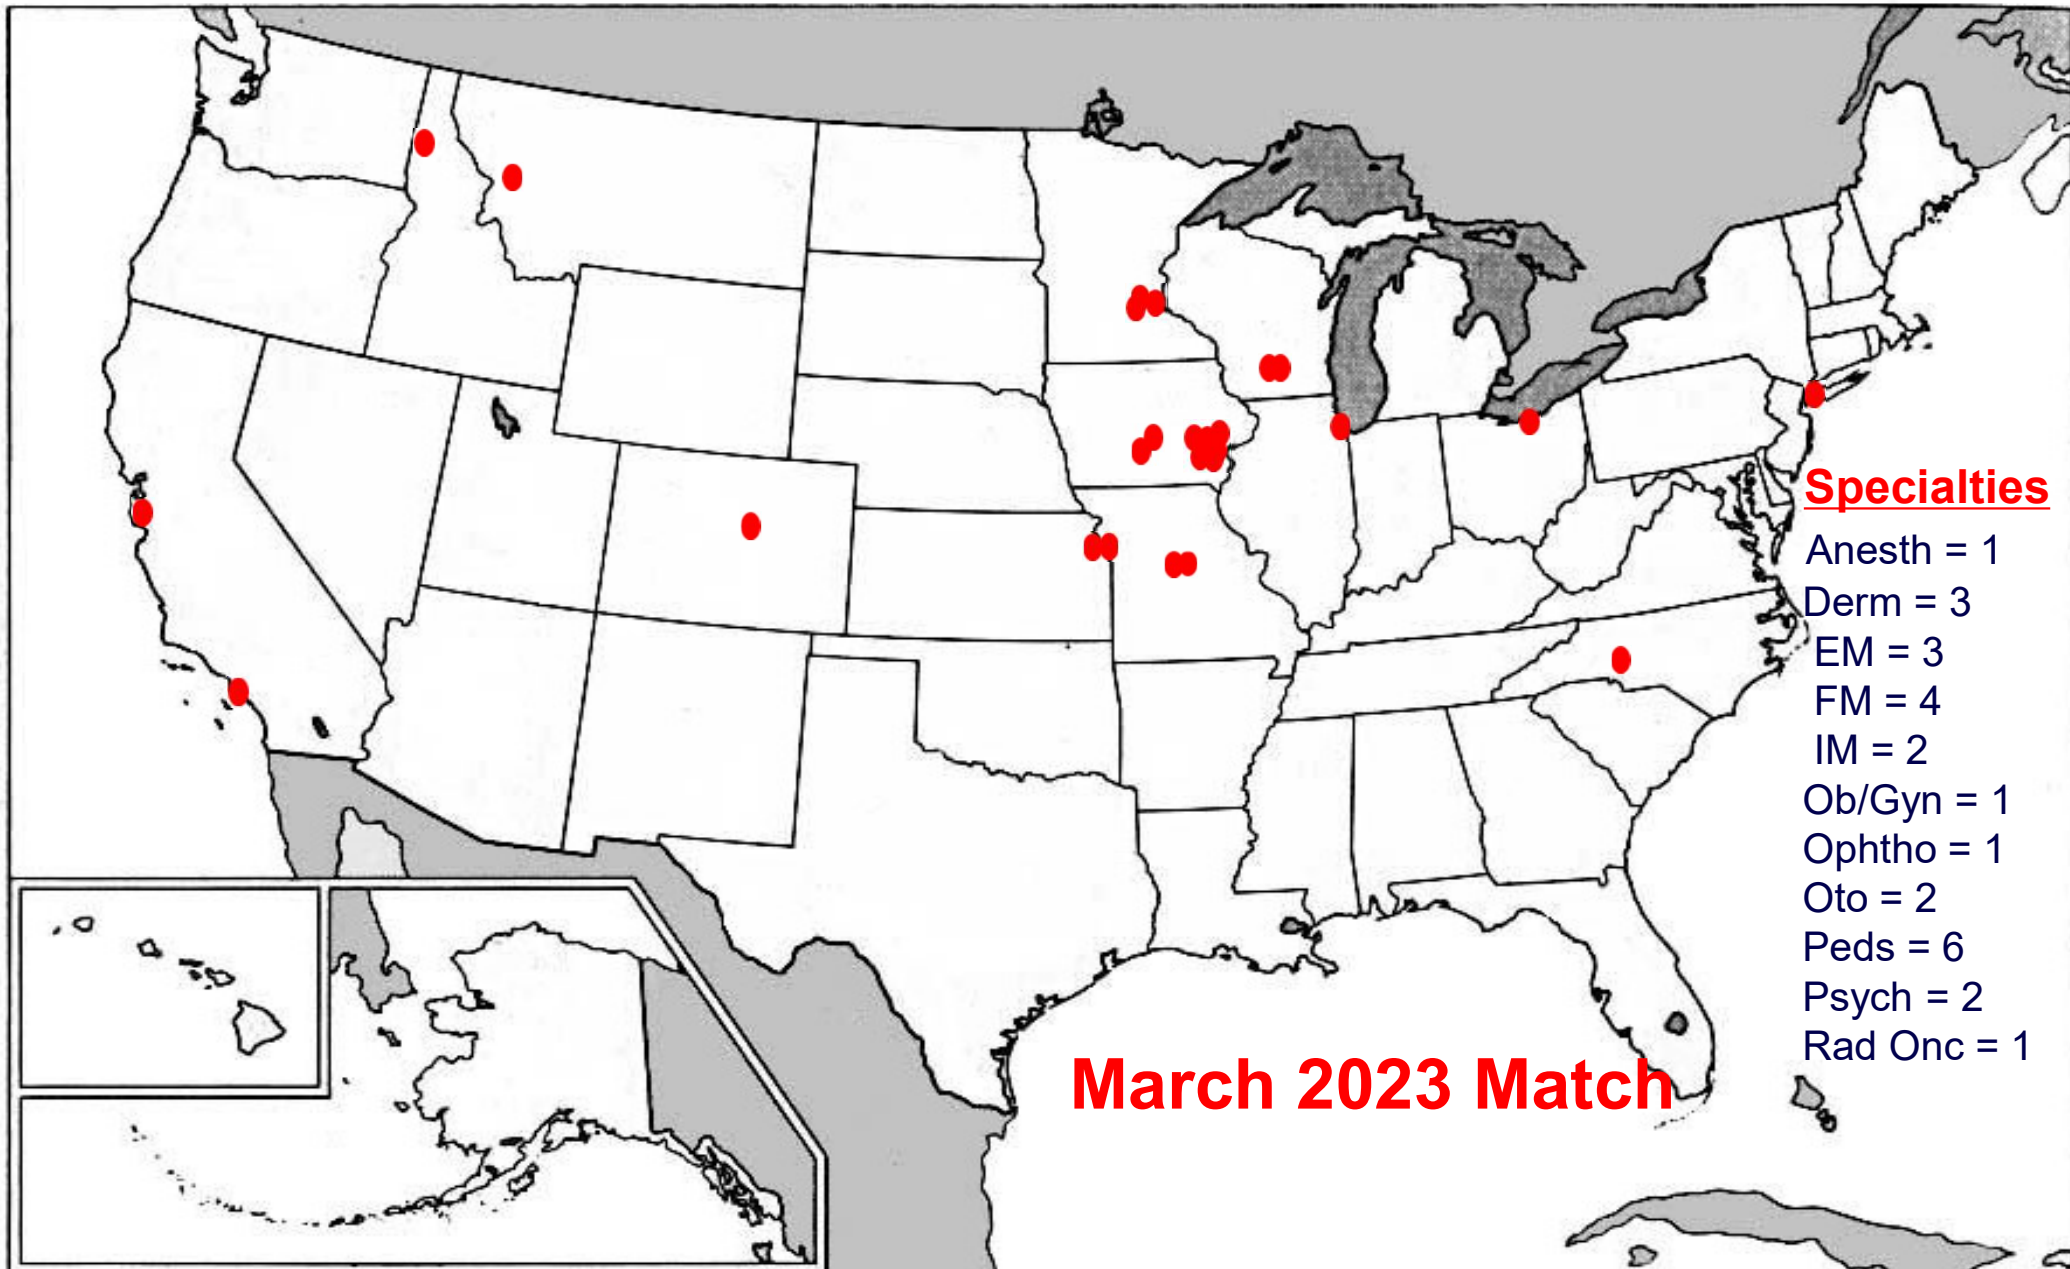 Specialties
Anesth = 1
Derm = 3
EM = 3
FM = 4
IM = 2
Ob/Gyn = 1
Ophtho = 1
Oto = 2
Peds = 6
Psych = 2
Rad Onc = 1
March 2023 Match